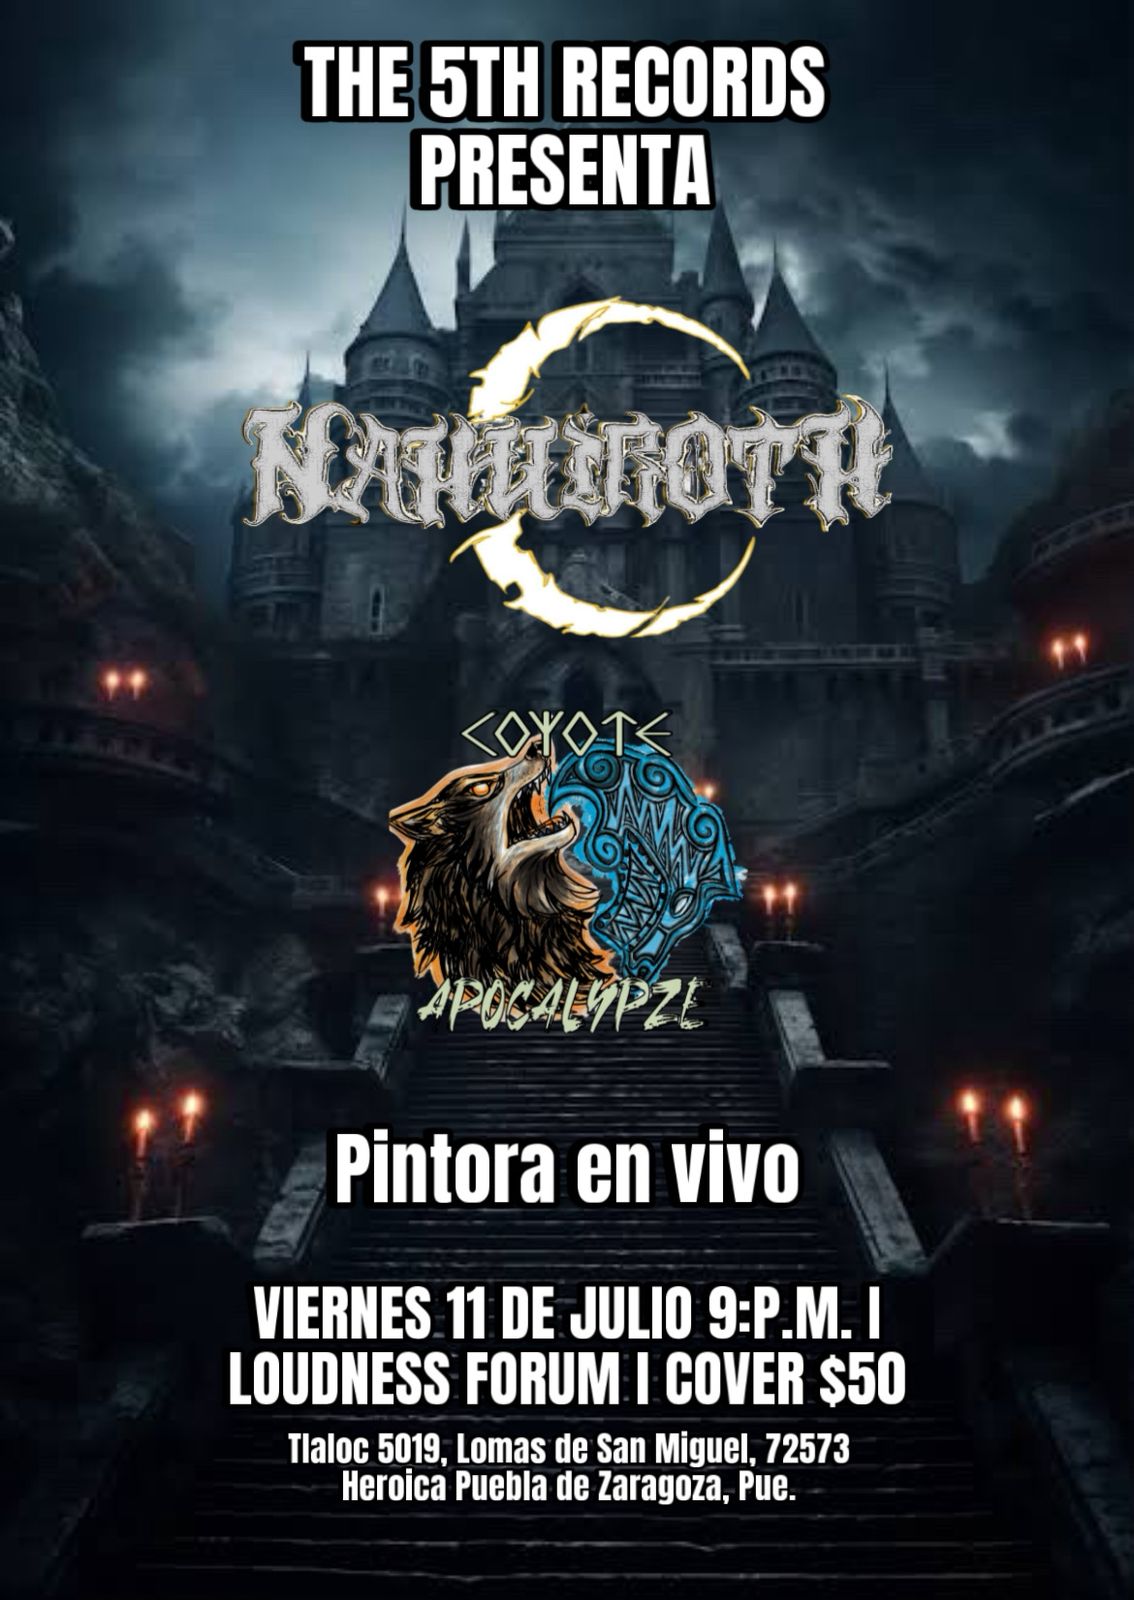 THE 5TH RECORDS
PRESENTA
COYOTE
APOCALYPZE
Pintora en vivo
VIERNES 11 DE JULIO 9:P.M. I
LOUDNESS FORUM I COVER $50
Tlaloc 5019, Lomas de San Miguel, 72573
Heroica Puebla de Zaragoza, Pue.